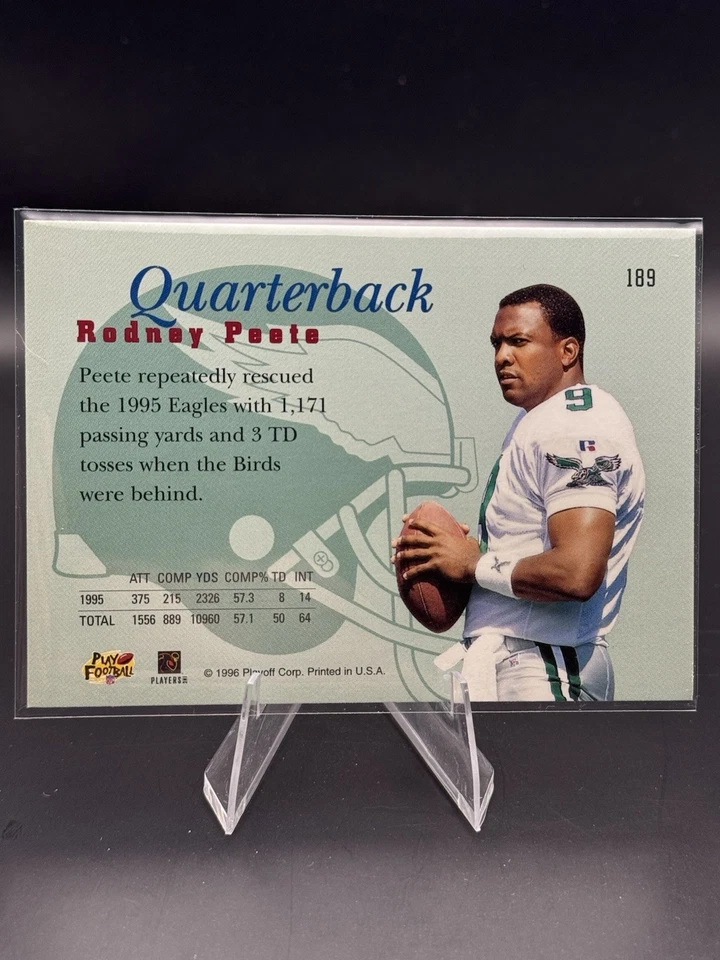 189
Quarterback
Rodney Peete
Peete repeatedly rescued
the 1995 Eagles with 1,171
passing yards and 3 TD
tosses when the Birds
were behind.
9
ATT COMP YDS COMP% TD INT
1995 375 215 2326 57.3 8 14
TOTAL 1556 889 10960 57.1 50 64
PLAY FOOTBALL
PLAYERS
© 1996 Playoff Corp. Printed in U.S.A.